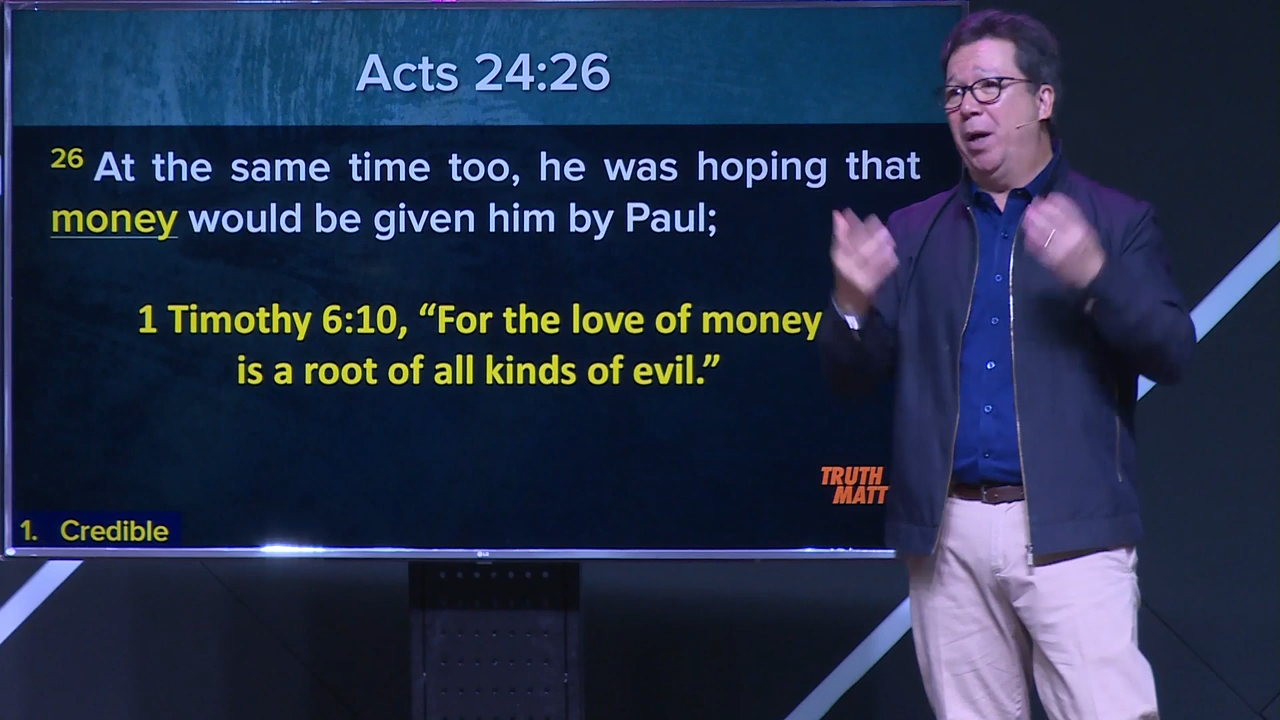 Acts 24:26
26 At the same time too, he was hoping that
money would be given him by Paul;
1 Timothy 6:10, “For the love of money
is a root of all kinds of evil.”
TRUTH
MATT
1. Credible
LG